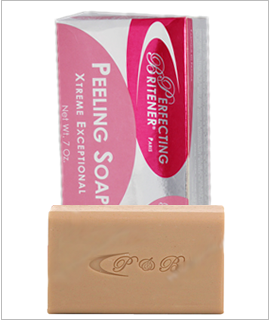 PERFECTING
BRITENER®
PARIS
PEELING SOAP
XTREME EXCEPTIONAL
Net Wt. 7 Oz.
P & B